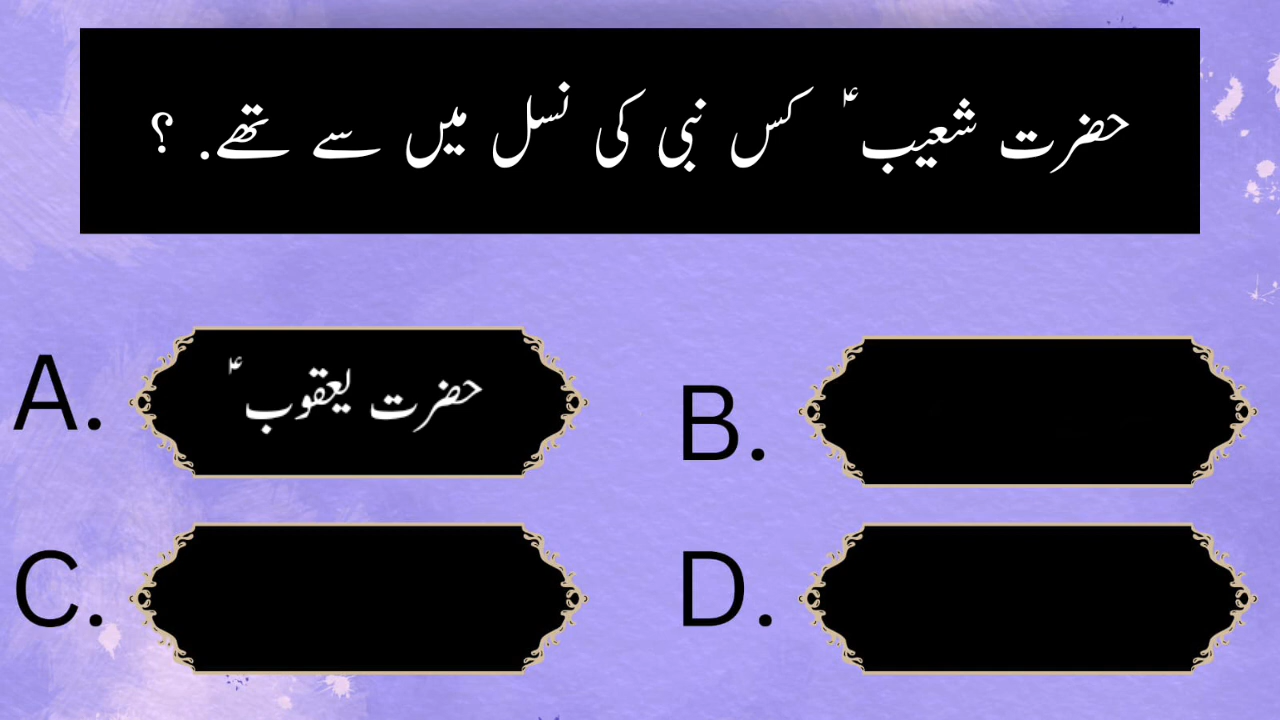 حضرت شعیب ؑ کس نبی کی نسل میں سے تھے. ؟
A.
حضرت یعقوب ؑ
B.
C.
D.